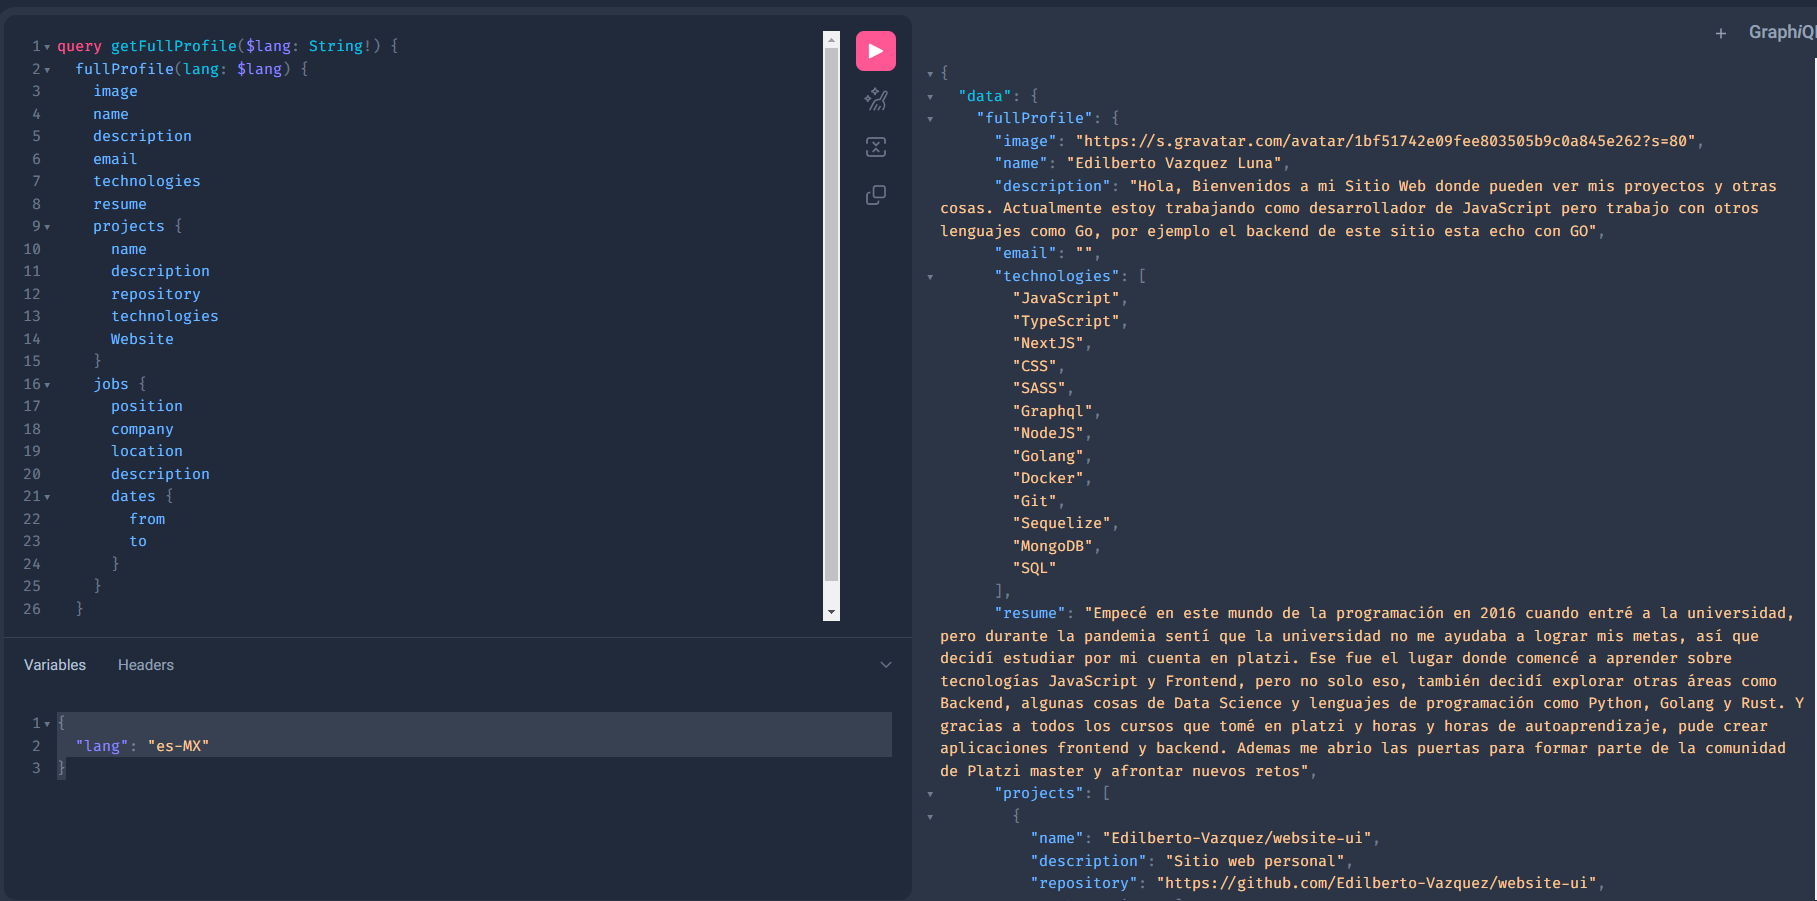 query getFullProfile($lang: String!) {
fullProfile(lang: $lang) {
image
name
description
email
technologies
resume
projects {
name
description
repository
technologies
Website
}
jobs {
position
company
location
description
dates {
from
to
}
}
}
1
2
3
4
5
6
7
8
9
10
11
12
13
14
15
16
17
18
19
20
21
22
23
24
25
26
Variables Headers
1 {
2 "lang": "es-MX"
3 }
+ GraphiQl
{
"data": {
"fullProfile": {
"image": "https://s.gravatar.com/avatar/1bf51742e09fee803505b9c0a845e262?s=80",
"name": "Edilberto Vazquez Luna",
"description": "Hola, Bienvenidos a mi Sitio Web donde pueden ver mis proyectos y otras
cosas. Actualmente estoy trabajando como desarrollador de JavaScript pero trabajo con otros
lenguajes como Go, por ejemplo el backend de este sitio esta echo con GO",
"email": "",
"technologies": [
"JavaScript",
"TypeScript",
"NextJS",
"CSS",
"SASS",
"Graphql",
"NodeJS",
"Golang",
"Docker",
"Git",
"Sequelize",
"MongoDB",
"SQL"
],
"resume": "Empecé en este mundo de la programación en 2016 cuando entré a la universidad,
pero durante la pandemia sentí que la universidad no me ayudaba a lograr mis metas, así que
decidí estudiar por mi cuenta en platzi. Ese fue el lugar donde comencé a aprender sobre
tecnologías JavaScript y Frontend, pero no solo eso, también decidí explorar otras áreas como
Backend, algunas cosas de Data Science y lenguajes de programación como Python, Golang y Rust. Y
gracias a todos los cursos que tomé en platzi y horas y horas de autoaprendizaje, pude crear
aplicaciones frontend y backend. Ademas me abrio las puertas para formar parte de la comunidad
de Platzi master y afrontar nuevos retos",
"projects": [
{
"name": "Edilberto-Vazquez/website-ui",
"description": "Sitio web personal",
"repository": "https://github.com/Edilberto-Vazquez/website-ui",